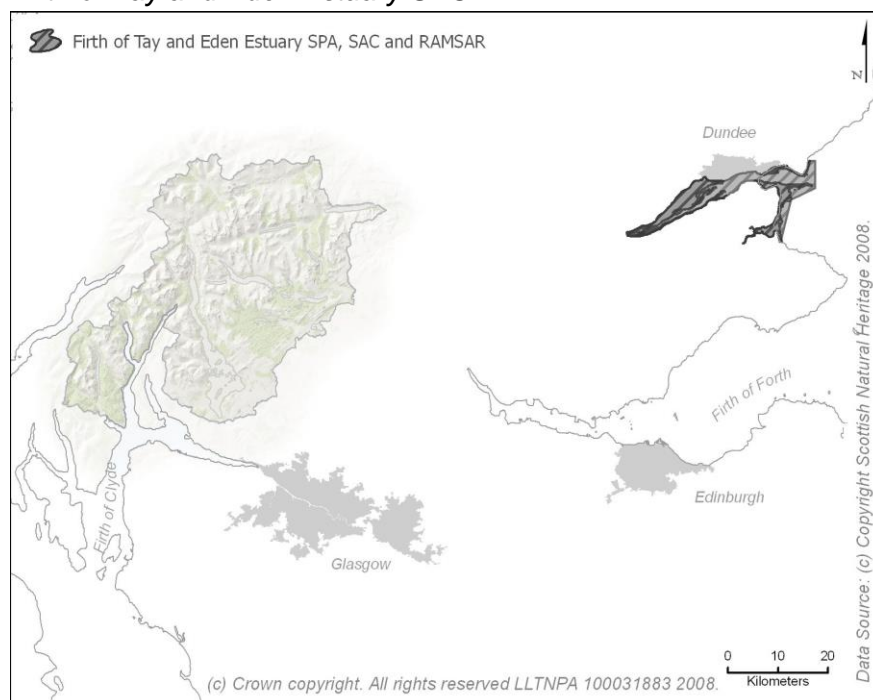 Firth of Tay and Eden Estuary SPA, SAC and RAMSAR
N
Dundee
Firth of Forth
Edinburgh
Firth of Clyde
Glasgow
0 10 20
Kilometers
(c) Crown copyright. All rights reserved LLTNPA 100031883 2008.
Data Source: (c) Copyright Scottish Natural Heritage 2008.